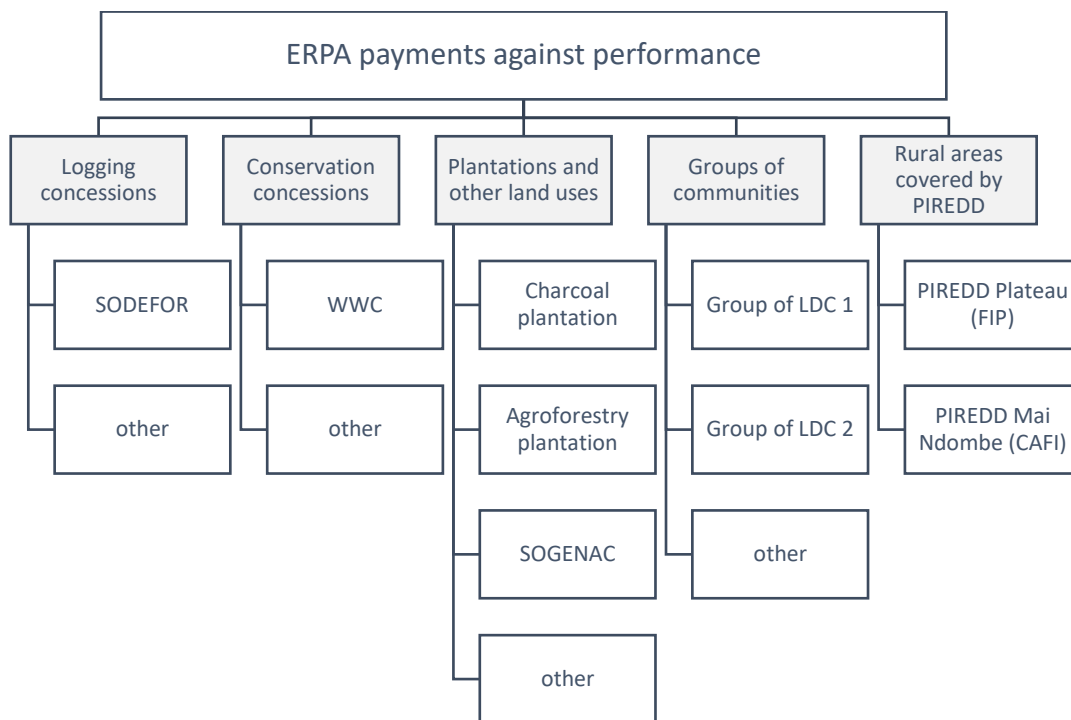 ERPA payments against performance
Logging
concessions
Conservation
concessions
Plantations and
other land uses
Groups of
communities
Rural areas
covered by
PIREDD
SODEFOR
other
WWC
other
Charcoal
plantation
Agroforestry
plantation
SOGENAC
other
Group of LDC 1
Group of LDC 2
other
PIREDD Plateau
(FIP)
PIREDD Mai
Ndombe (CAFI)